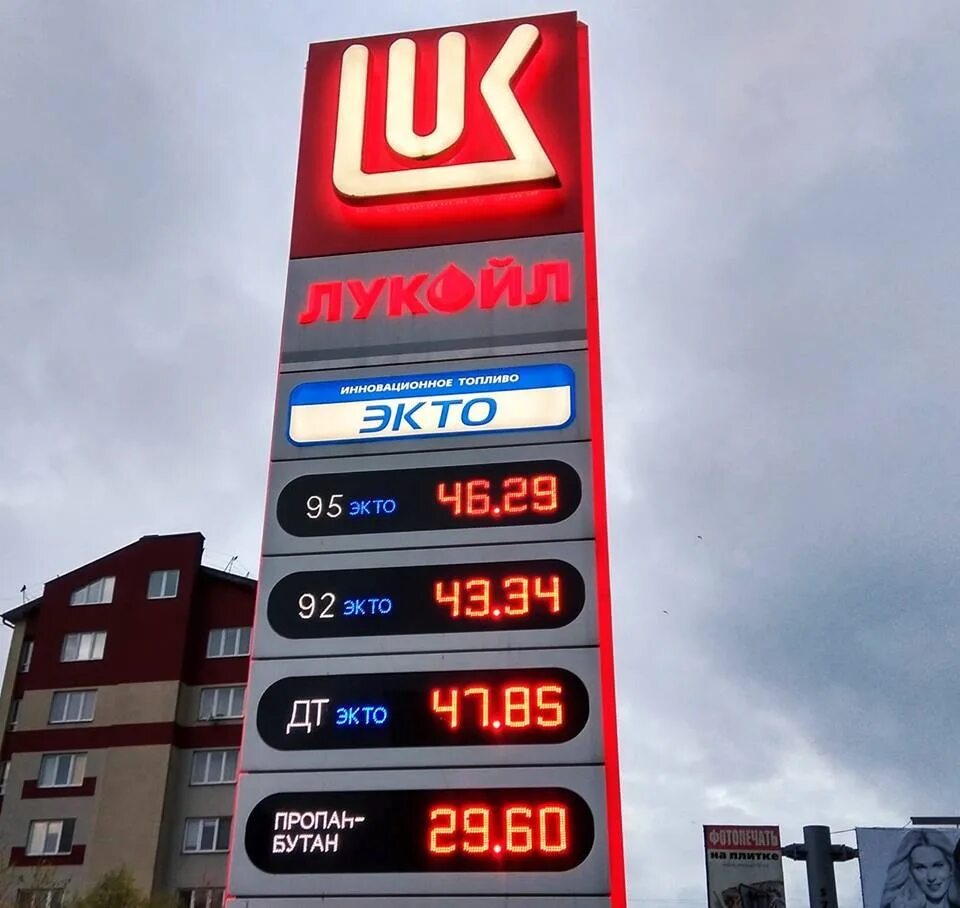 LUK
ЛУКОЙЛ
ИННОВАЦИОННОЕ ТОПЛИВО
ЭКТО
95 ЭКТО 46.29
92 ЭКТО 43.34
ДТ ЭКТО 47.85
ПРОПАН-
БУТАН 29.60
ФОТОПЕЧАТЬ
на плитке